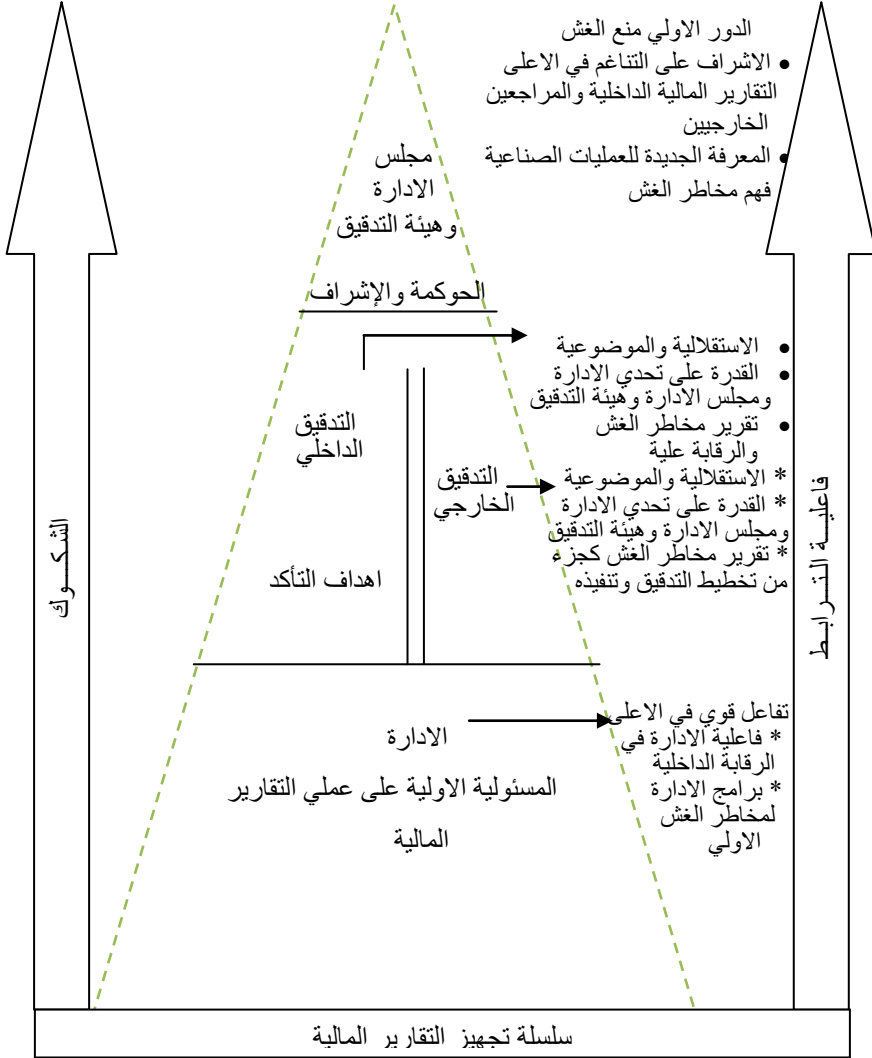 الدور الاولي منع الغش
• الاشراف على التناغم في الاعلى
التقارير المالية الداخلية والمراجعين
الخارجيين
• المعرفة الجديدة للعمليات الصناعية
فهم مخاطر الغش
مجلس
الادارة
وهيئة التدقيق
الحوكمة والإشراف
• الاستقلالية والموضوعية
• القدرة على تحدي الادارة
ومجلس الادارة وهيئة التدقيق
• تقرير مخاطر الغش
والرقابة علية
التدقيق
الداخلي
اهداف التأكد
التدقيق
الخارجي
* الاستقلالية والموضوعية
* القدرة على تحدي الادارة
ومجلس الادارة وهيئة التدقيق
* تقرير مخاطر الغش كجزء
من تخطيط التدقيق وتنفيذه
الادارة
المسئولية الاولية على عملي التقارير
المالية
تفاعل قوي في الاعلى
* فاعلية الادارة في
الرقابة الداخلية
* برامج الادارة
لمخاطر الغش
الاولي
فاعليـــة التـــرابـــط
الشكـــــوك
سلسلة تجهيز التقارير المالية